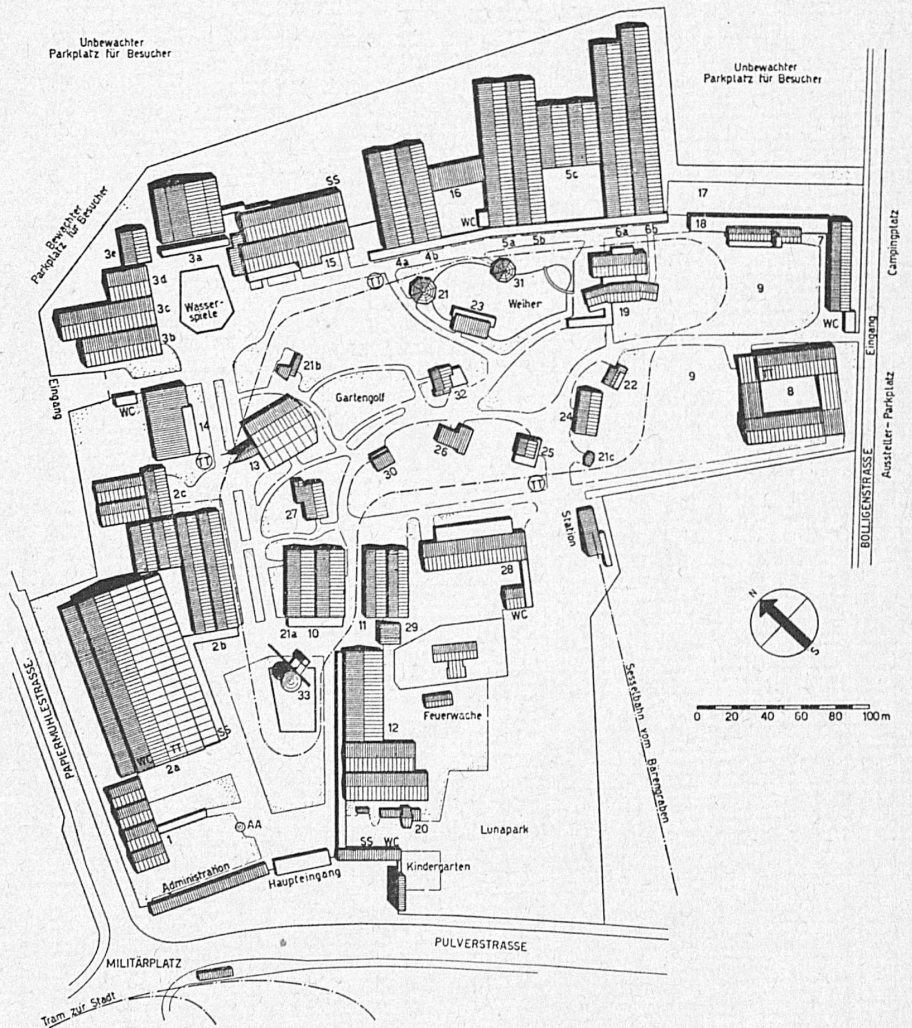 Unbewachter
Parkplatz für Besucher
Unbewachter
Parkplatz für Besucher
Bewachter
Parkplatz für Besucher
SS
16
5c
WC
17
18
7
Campingplatz
3e
3a
15
4a
4b
5a
5b
6a
6b
3d
3c
3b
Wasser-
spiele
TT
21
31
23
Weiher
19
9
WC
Eingang
Eingang
WC
14
21b
Gartengolf
32
22
9
TT
8
24
Aussteller-Parkplatz
TT
13
26
25
30
21c
2c
27
TT
Station
BOLLIGENSTRASSE
28
WC
21a
10
11
29
2b
N
S
33
PAPIERMÜHLESTRASSE
Feuerwache
12
Sesselbahn vom Bärengraben
0 20 40 60 80 100 m
WC
TT
SS
2a
1
AA
20
Lunapark
SS
WC
Administration
Haupteingang
Kindergarten
PULVERSTRASSE
MILITÄRPLATZ
Tram zur Stadt